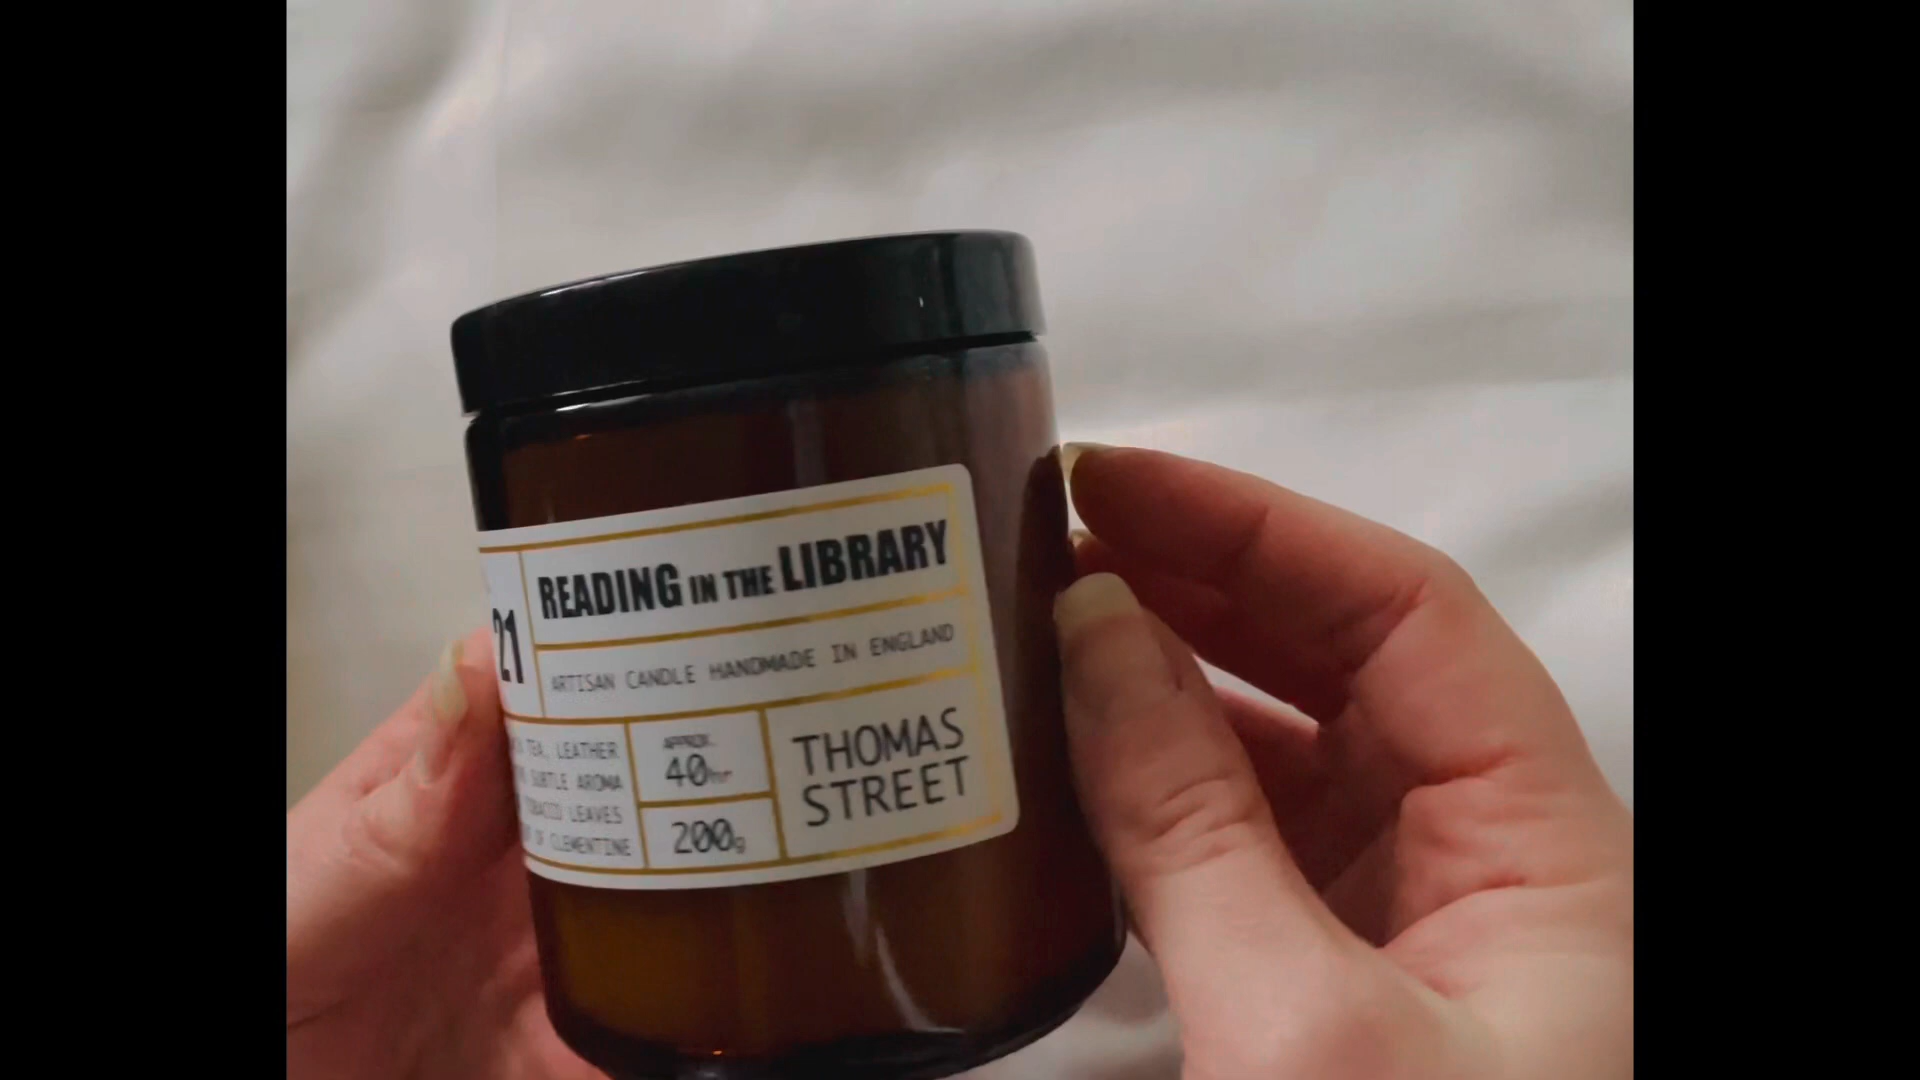 READING IN THE LIBRARY
21
ARTISAN CANDLE HANDMADE IN ENGLAND
TEA, LEATHER
SUBTLE AROMA
TOBACCO LEAVES
OF CLEMENTINE
APPROX.
40hr
200g
THOMAS
STREET